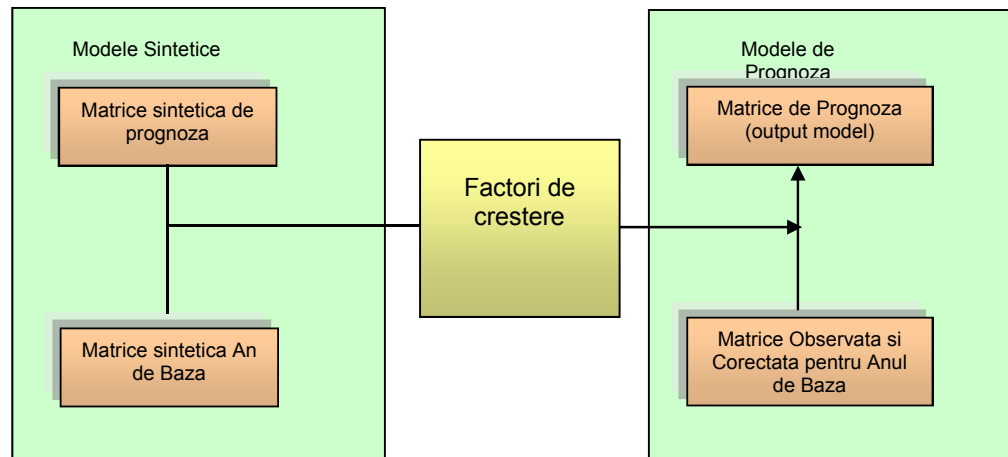 Modele Sintetice
Matrice sintetica de
prognoza
Matrice sintetica An
de Baza
Factori de
crestere
Modele de
Prognoza
Matrice de Prognoza
(output model)
Matrice Observata si
Corectata pentru Anul
de Baza